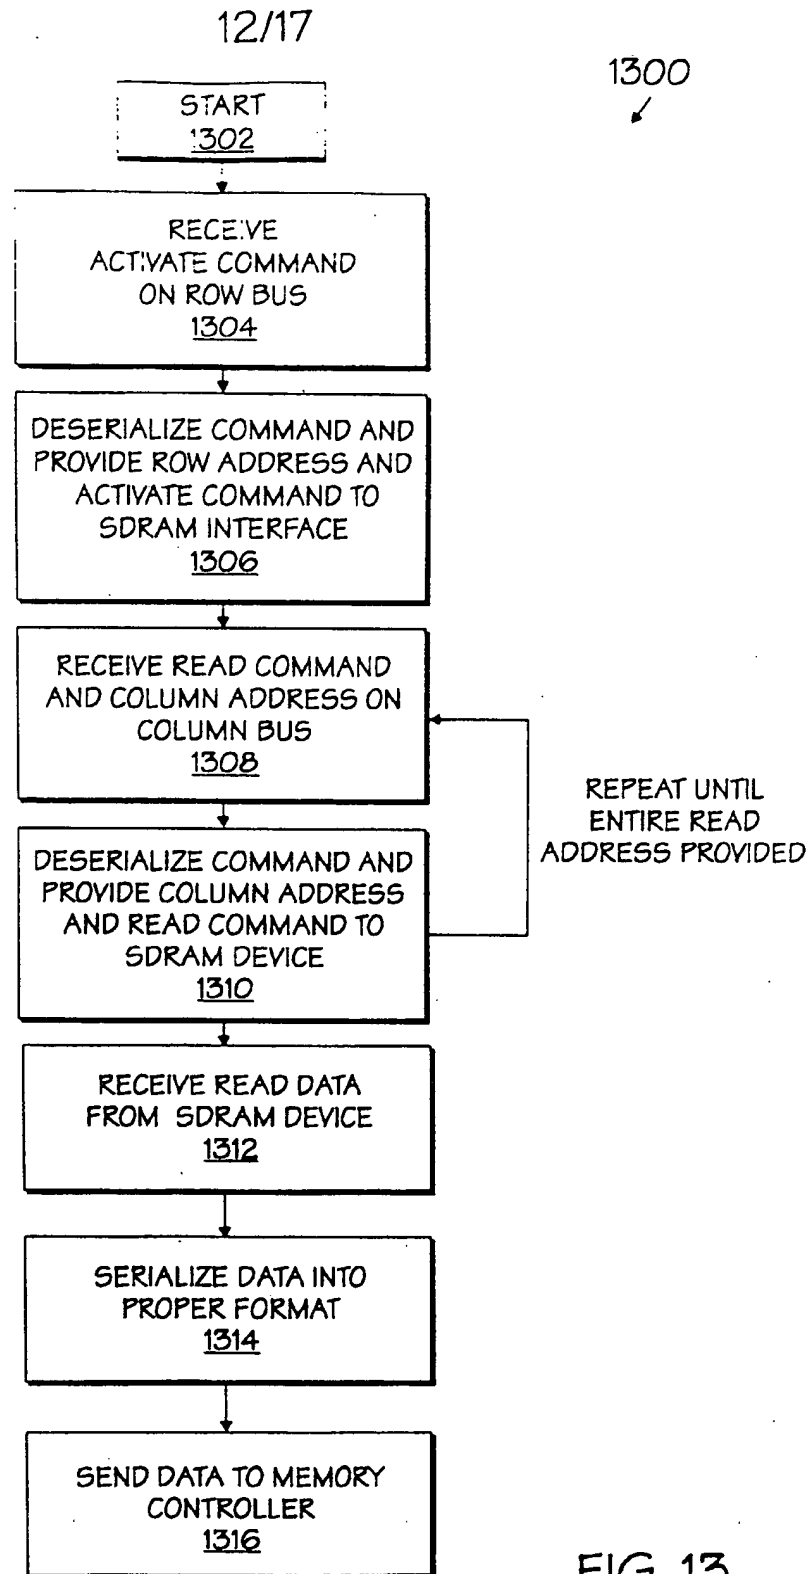 12/17
1300
START
1302
RECEIVE
ACTIVATE COMMAND
ON ROW BUS
1304
DESERIALIZE COMMAND AND
PROVIDE ROW ADDRESS AND
ACTIVATE COMMAND TO
SDRAM INTERFACE
1306
RECEIVE READ COMMAND
AND COLUMN ADDRESS ON
COLUMN BUS
1308
REPEAT UNTIL
ENTIRE READ
ADDRESS PROVIDED
DESERIALIZE COMMAND AND
PROVIDE COLUMN ADDRESS
AND READ COMMAND TO
SDRAM DEVICE
1310
RECEIVE READ DATA
FROM SDRAM DEVICE
1312
SERIALIZE DATA INTO
PROPER FORMAT
1314
SEND DATA TO MEMORY
CONTROLLER
1316
FIG. 13